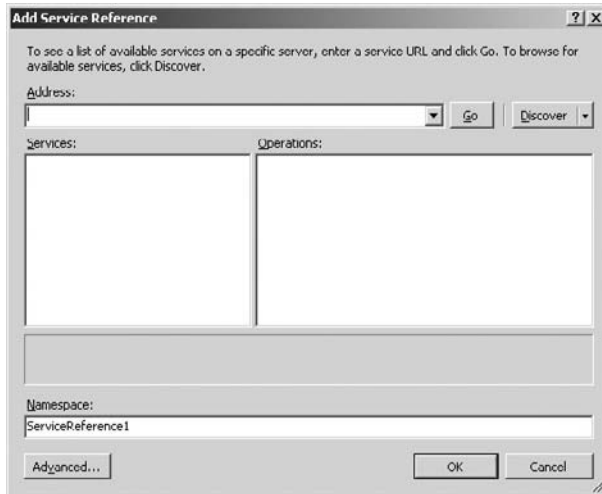 Add Service Reference
To see a list of available services on a specific server, enter a service URL and click Go. To browse for
available services, click Discover.
Address:
Go
Discover
Services:
Operations:
Namespace:
ServiceReference1
Advanced...
OK
Cancel